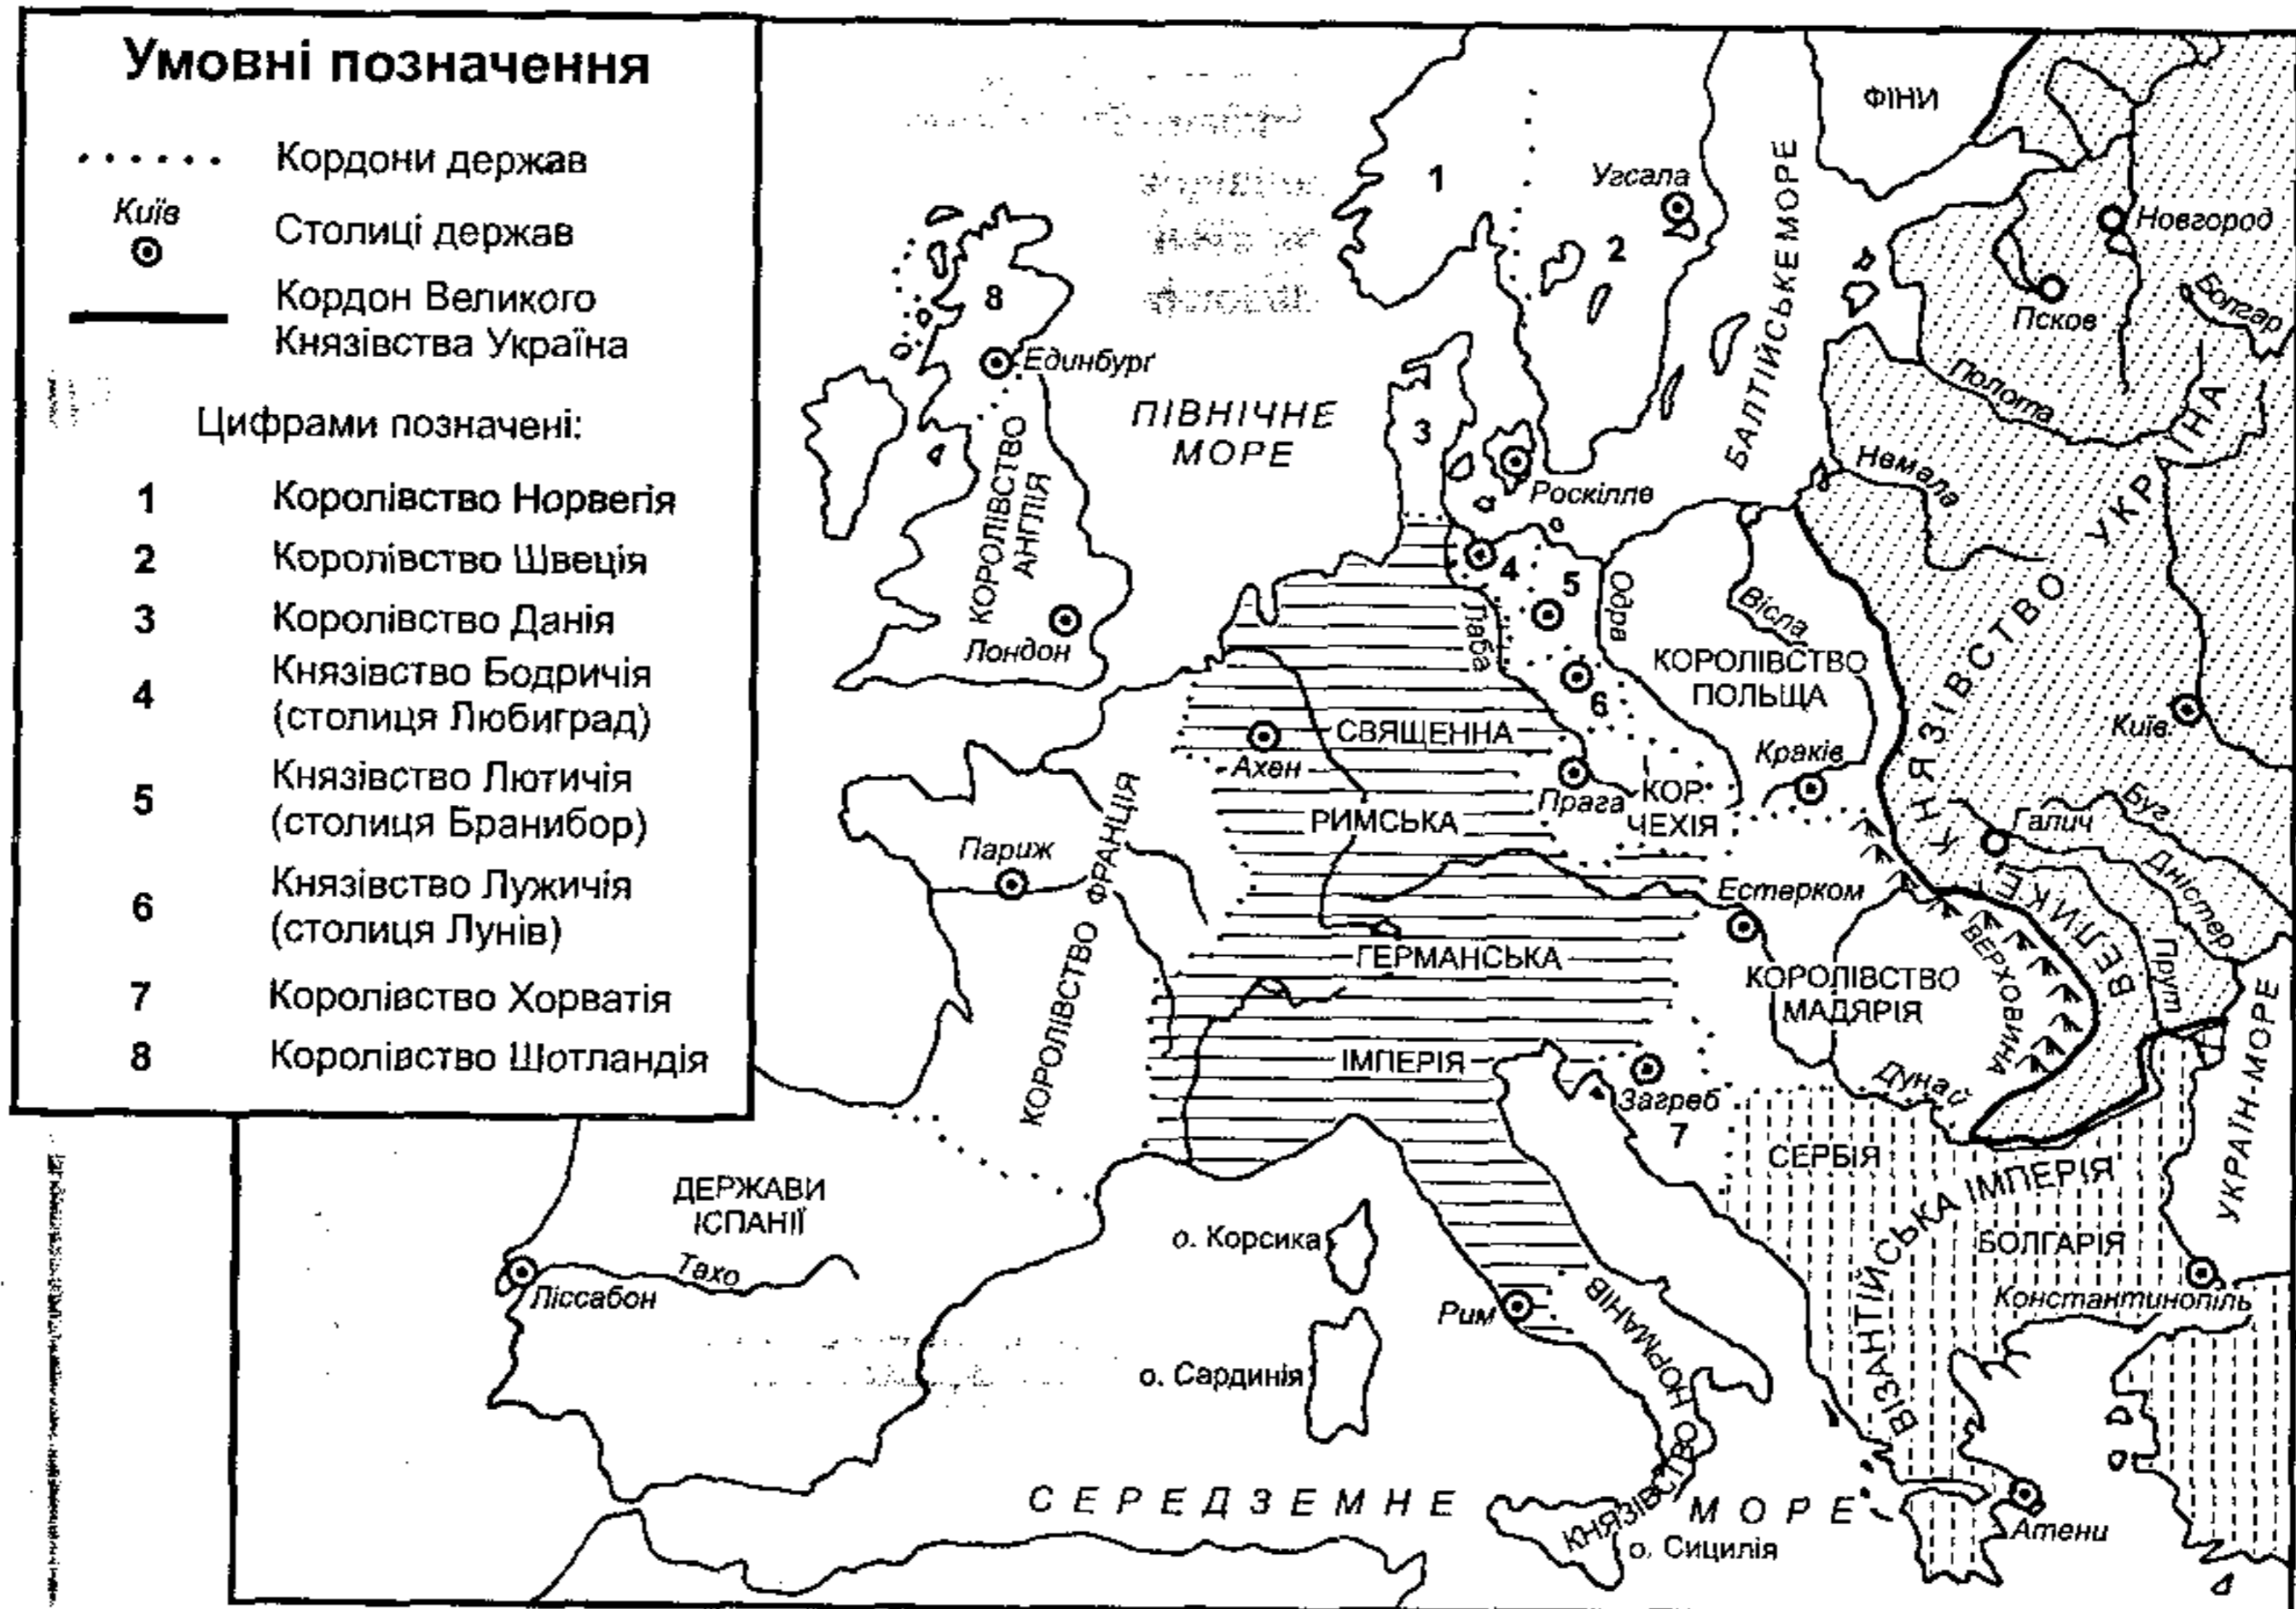 Умовні позначення
Кордони держав
Київ
Столиці держав
Кордон Великого
Князівства Україна
Цифрами позначені:
1 Королівство Норвегія
2 Королівство Швеція
3 Королівство Данія
4 Князівство Бодричія
(столиця Любиград)
5 Князівство Лютичія
(столиця Бранибор)
6 Князівство Лужичія
(столиця Лунів)
7 Королівство Хорватія
8 Королівство Шотландія
ФІНИ
1
Угсала
2
БАЛТІЙСЬКЕ МОРЕ
Новгород
Псков
Болгар
8
Единбурґ
ПІВНІЧНЕ
МОРЕ
3
Роскілле
Полота
Немала
КОРОЛІВСТВО
АНГЛІЯ
Лондон
4
5
6
Лаба
Одра
Вісла
КОРОЛІВСТВО
ПОЛЬЩА
Краків
ВЕЛИКЕ КНЯЗІВСТВО УКРАЇНА
Київ
СВЯЩЕННА
РИМСЬКА
ГЕРМАНСЬКА
ІМПЕРІЯ
Ахен
Прага
КОР.
ЧЕХІЯ
Париж
КОРОЛІВСТВО ФРАНЦІЯ
Галич
Буг
Дністер
Прут
Естерком
КОРОЛІВСТВО
МАДЯРІЯ
ВЕРХОВИНА
Дунай
УКРАЇН-МОРЕ
Загреб
7
СЕРБІЯ
ВІЗАНТІЙСЬКА ІМПЕРІЯ
БОЛГАРІЯ
Константинопіль
ДЕРЖАВИ
ІСПАНІЇ
Тахо
Ліссабон
о. Корсика
о. Сардинія
Рим
КНЯЗІВСТВО НОРМАНІВ
СЕРЕДЗЕМНЕ МОРЕ
о. Сицилія
Атени